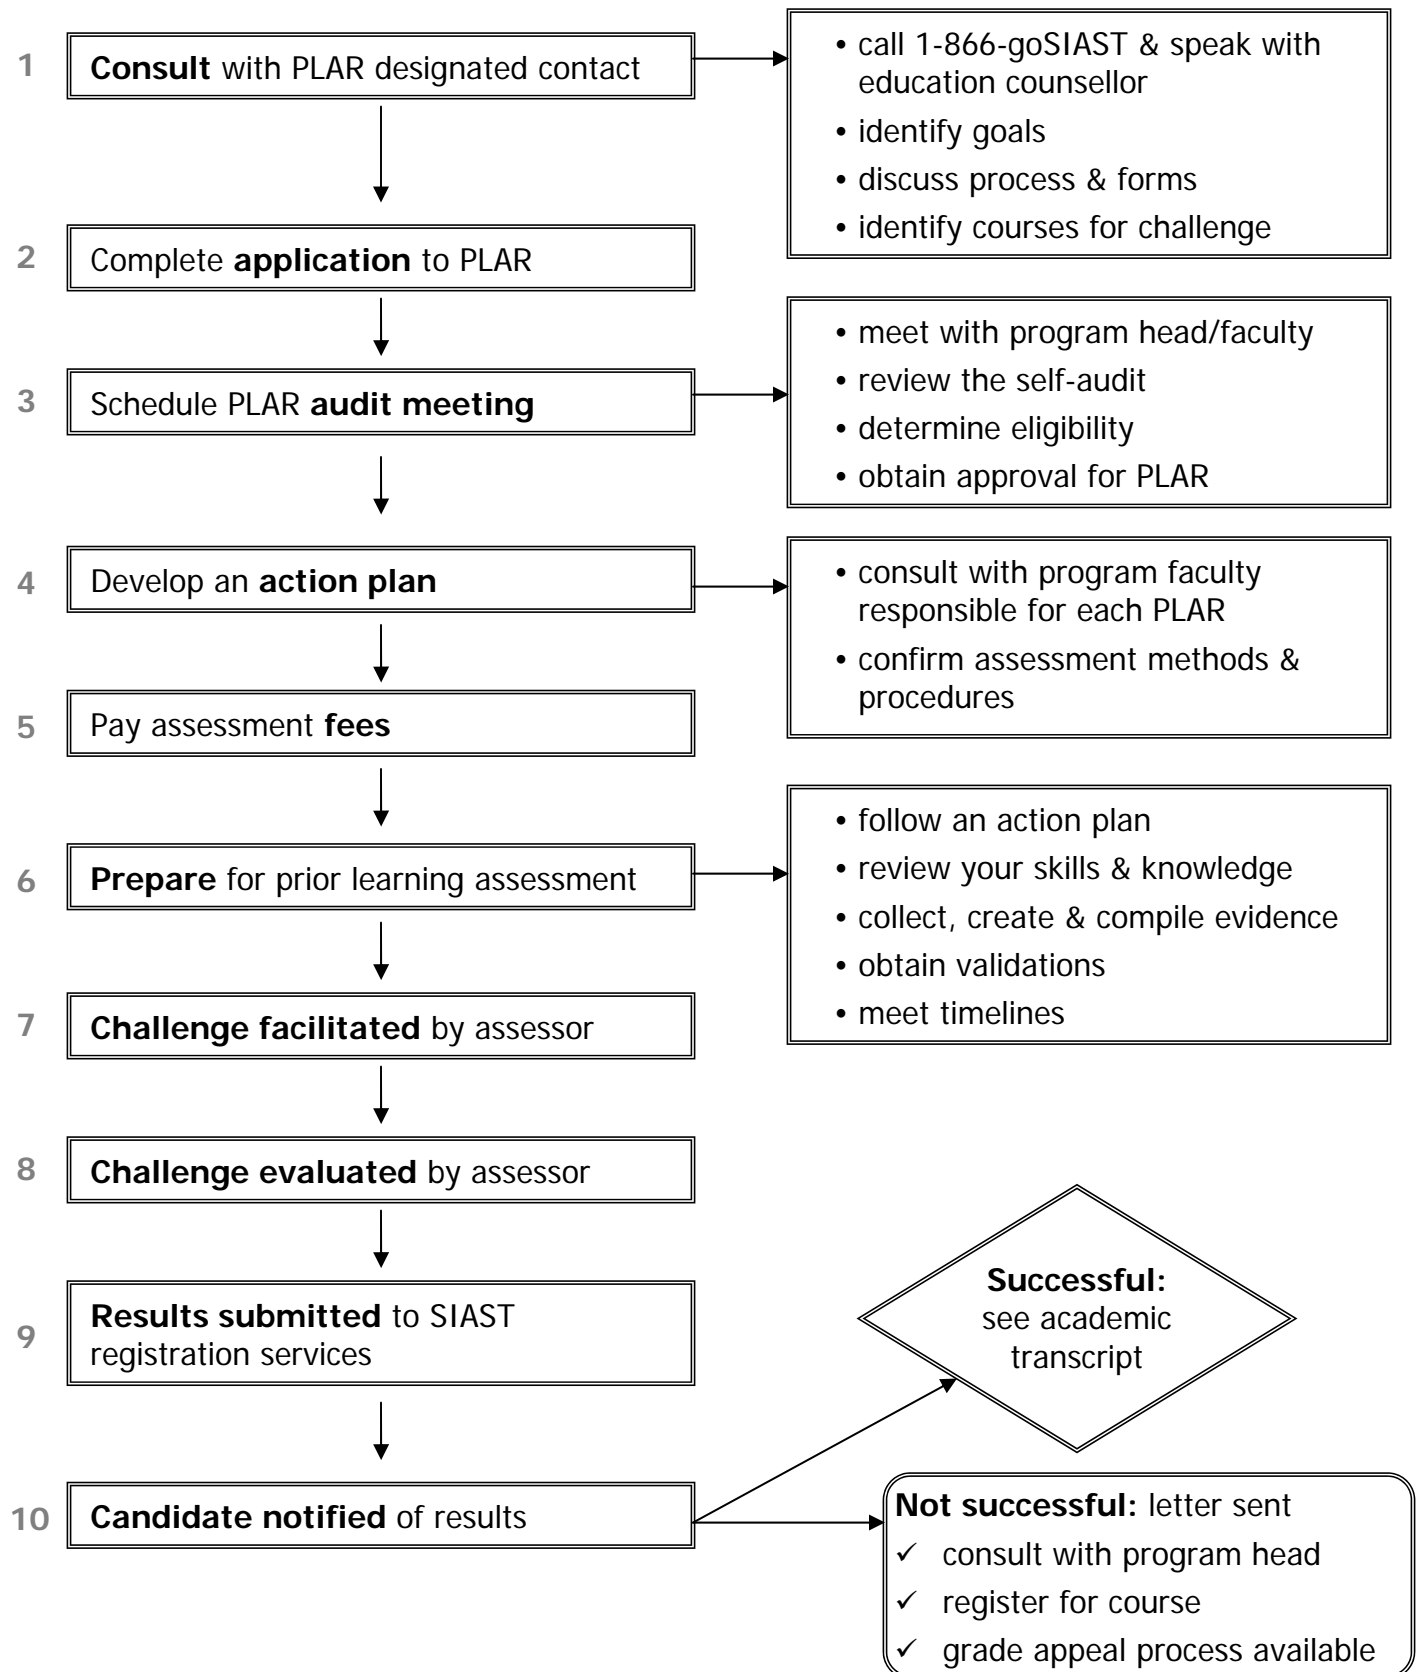 1
Consult with PLAR designated contact
• call 1-866-goSIAST & speak with
education counsellor
• identify goals
• discuss process & forms
• identify courses for challenge
2
Complete application to PLAR
3
Schedule PLAR audit meeting
• meet with program head/faculty
• review the self-audit
• determine eligibility
• obtain approval for PLAR
4
Develop an action plan
• consult with program faculty
responsible for each PLAR
• confirm assessment methods &
procedures
5
Pay assessment fees
6
Prepare for prior learning assessment
• follow an action plan
• review your skills & knowledge
• collect, create & compile evidence
• obtain validations
• meet timelines
7
Challenge facilitated by assessor
8
Challenge evaluated by assessor
9
Results submitted to SIAST
registration services
Successful:
see academic
transcript
10
Candidate notified of results
Not successful: letter sent
✓ consult with program head
✓ register for course
✓ grade appeal process available